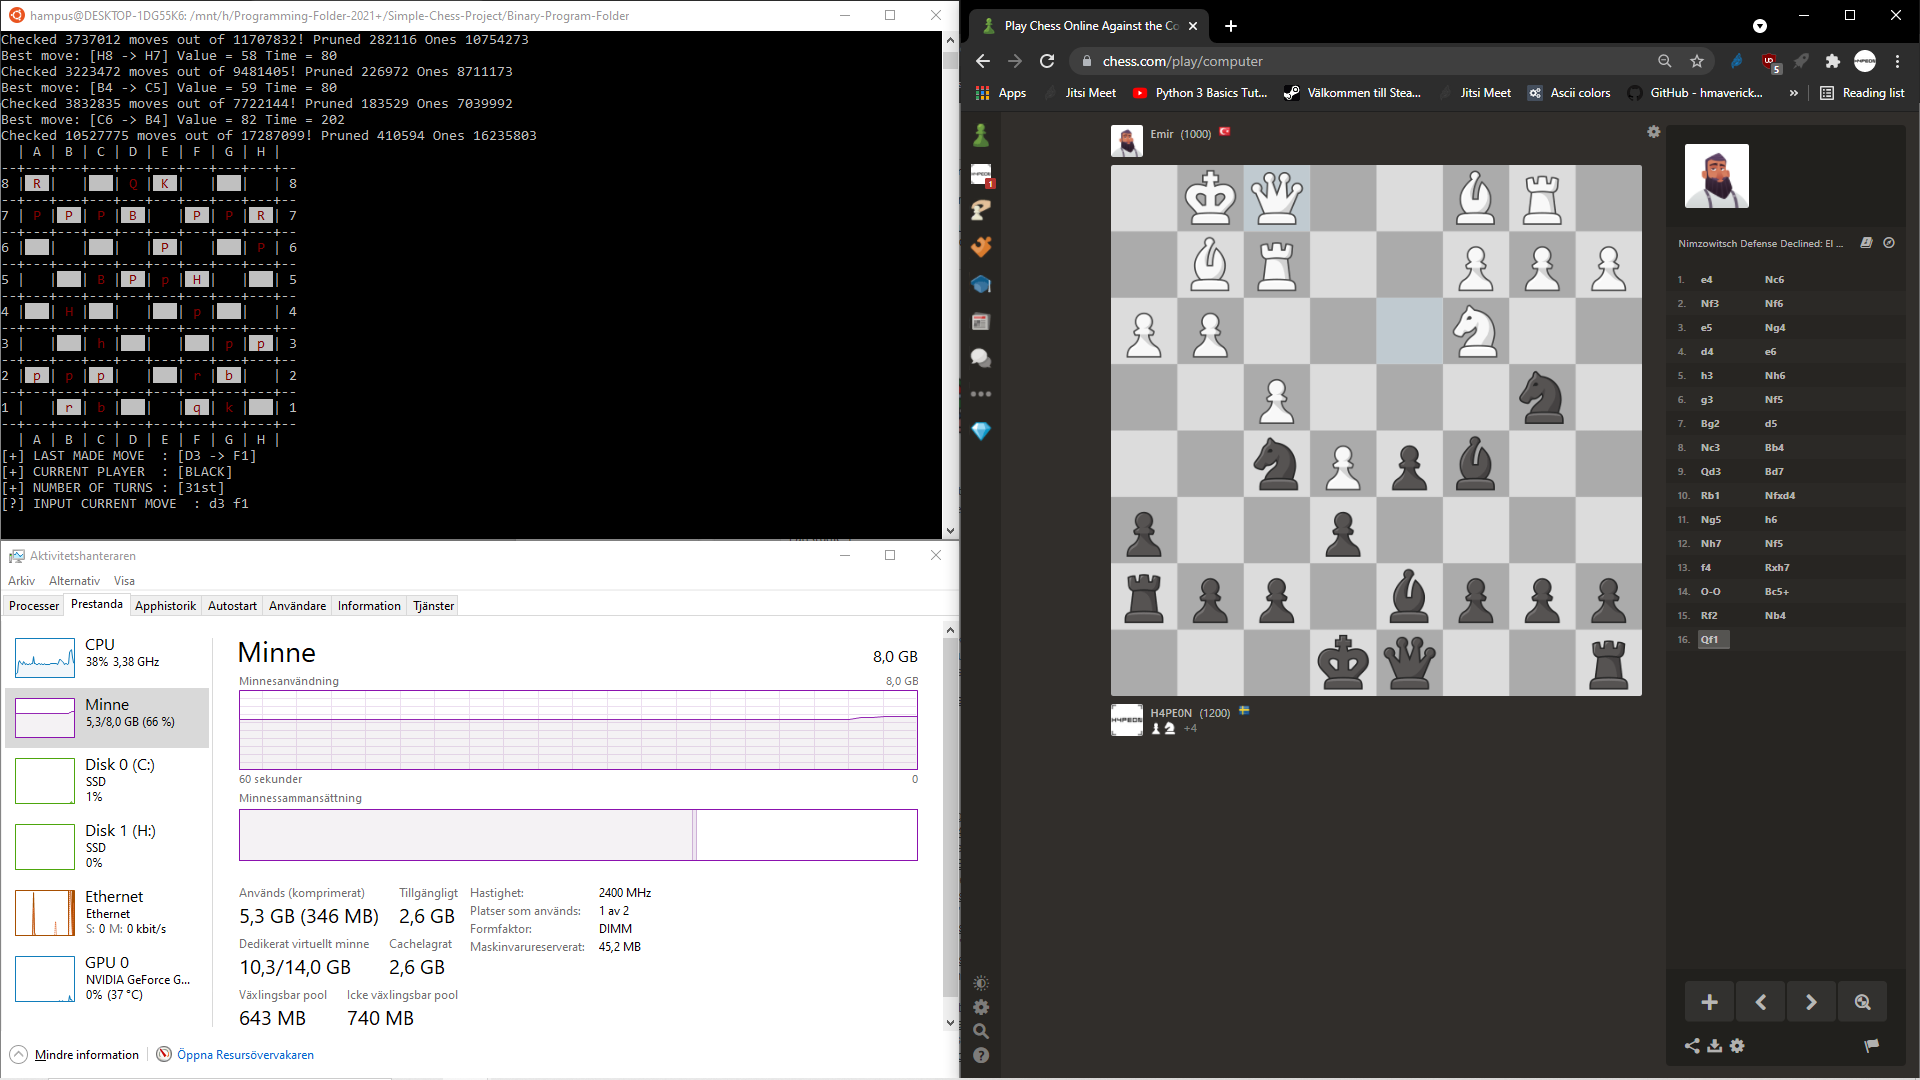 hampus@DESKTOP-1DG55K6: /mnt/h/Programming-Folder-2021+/Simple-Chess-Project/Binary-Program-Folder
Checked 3737012 moves out of 11707832! Pruned 282116 Ones 10754273
Best move: [H8 -> H7] Value = 58 Time = 80
Checked 3223472 moves out of 9481405! Pruned 226972 Ones 8711173
Best move: [B4 -> C5] Value = 59 Time = 80
Checked 3832835 moves out of 7722144! Pruned 183529 Ones 7039992
Best move: [C6 -> B4] Value = 82 Time = 202
Checked 10527775 moves out of 17287099! Pruned 410594 Ones 16235803
| A | B | C | D | E | F | G | H |
--+---+---+---+---+---+---+---+---+--
8 | R |   |   | Q | K |   |   |   | 8
--+---+---+---+---+---+---+---+---+--
7 | P | P | P | B |   | P | P | R | 7
--+---+---+---+---+---+---+---+---+--
6 |   |   |   |   | P |   |   | P | 6
--+---+---+---+---+---+---+---+---+--
5 |   |   | B | P | p | H |   |   | 5
--+---+---+---+---+---+---+---+---+--
4 |   | H |   |   |   | p |   |   | 4
--+---+---+---+---+---+---+---+---+--
3 |   |   | h |   |   |   | p | p | 3
--+---+---+---+---+---+---+---+---+--
2 | p | p | p |   |   | r | b |   | 2
--+---+---+---+---+---+---+---+---+--
1 |   | r | b |   |   | q | k |   | 1
--+---+---+---+---+---+---+---+---+--
| A | B | C | D | E | F | G | H |
[+] LAST MADE MOVE  : [D3 -> F1]
[+] CURRENT PLAYER  : [BLACK]
[+] NUMBER OF TURNS : [31st]
[?] INPUT CURRENT MOVE  : d3 f1
Aktivitetshanteraren
Arkiv Alternativ Visa
Processer Prestanda Apphistorik Autostart Användare Information Tjänster
CPU
38% 3,38 GHz
Minne
5,3/8,0 GB (66 %)
Disk 0 (C:)
SSD
1%
Disk 1 (H:)
SSD
0%
Ethernet
Ethernet
S: 0 M: 0 kbit/s
GPU 0
NVIDIA GeForce G...
0% (37 °C)
Minne 8,0 GB
Minnesanvändning 8,0 GB
60 sekunder 0
Minnessammansättning
Används (komprimerat) Tillgängligt
5,3 GB (346 MB) 2,6 GB
Dedikerat virtuellt minne Cachelagrat
10,3/14,0 GB 2,6 GB
Växlingsbar pool Icke växlingsbar pool
643 MB 740 MB
Hastighet: 2400 MHz
Platser som används: 1 av 2
Formfaktor: DIMM
Maskinvarureserverat: 45,2 MB
Mindre information Öppna Resursövervakaren
Play Chess Online Against the Co
chess.com/play/computer
5
Apps Jitsi Meet Python 3 Basics Tut... Välkommen till Stea... Jitsi Meet Ascii colors GitHub - hmaverick... » Reading list
1
Emir (1000)
H4PE0N (1200)
+4
Nimzowitsch Defense Declined: El ...
1. e4 Nc6
2. Nf3 Nf6
3. e5 Ng4
4. d4 e6
5. h3 Nh6
6. g3 Nf5
7. Bg2 d5
8. Nc3 Bb4
9. Qd3 Bd7
10. Rb1 Nfxd4
11. Ng5 h6
12. Nh7 Nf5
13. f4 Rxh7
14. O-O Bc5+
15. Rf2 Nb4
16. Qf1